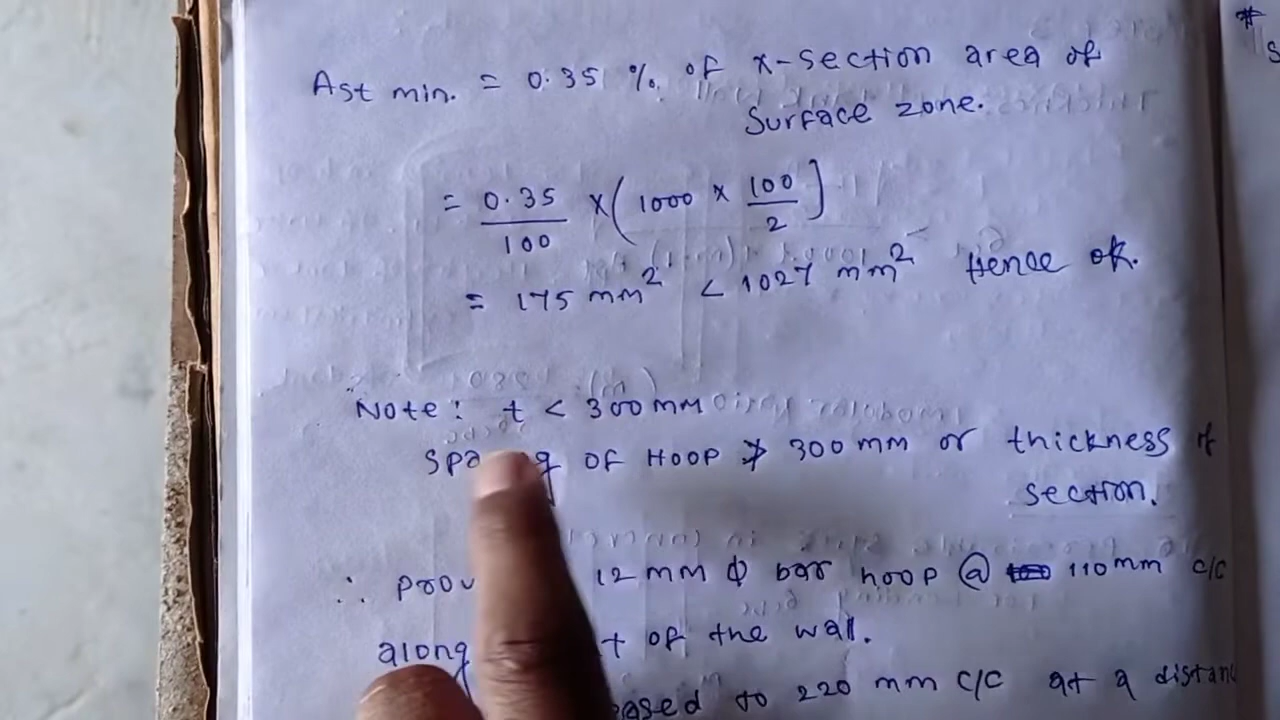 Ast min. = 0.35 % of x-section area of
surface zone.
= 0.35/100 × (1000 × 100/2)
= 175 mm² < 1027 mm² Hence ok.
Note: t < 300 mm
of HOOP ≯ 300 mm or thickness of
section.
∴ 12 mm ϕ bar hoop @ 110 mm c/c
along of the wall.
to 220 mm c/c at a
#